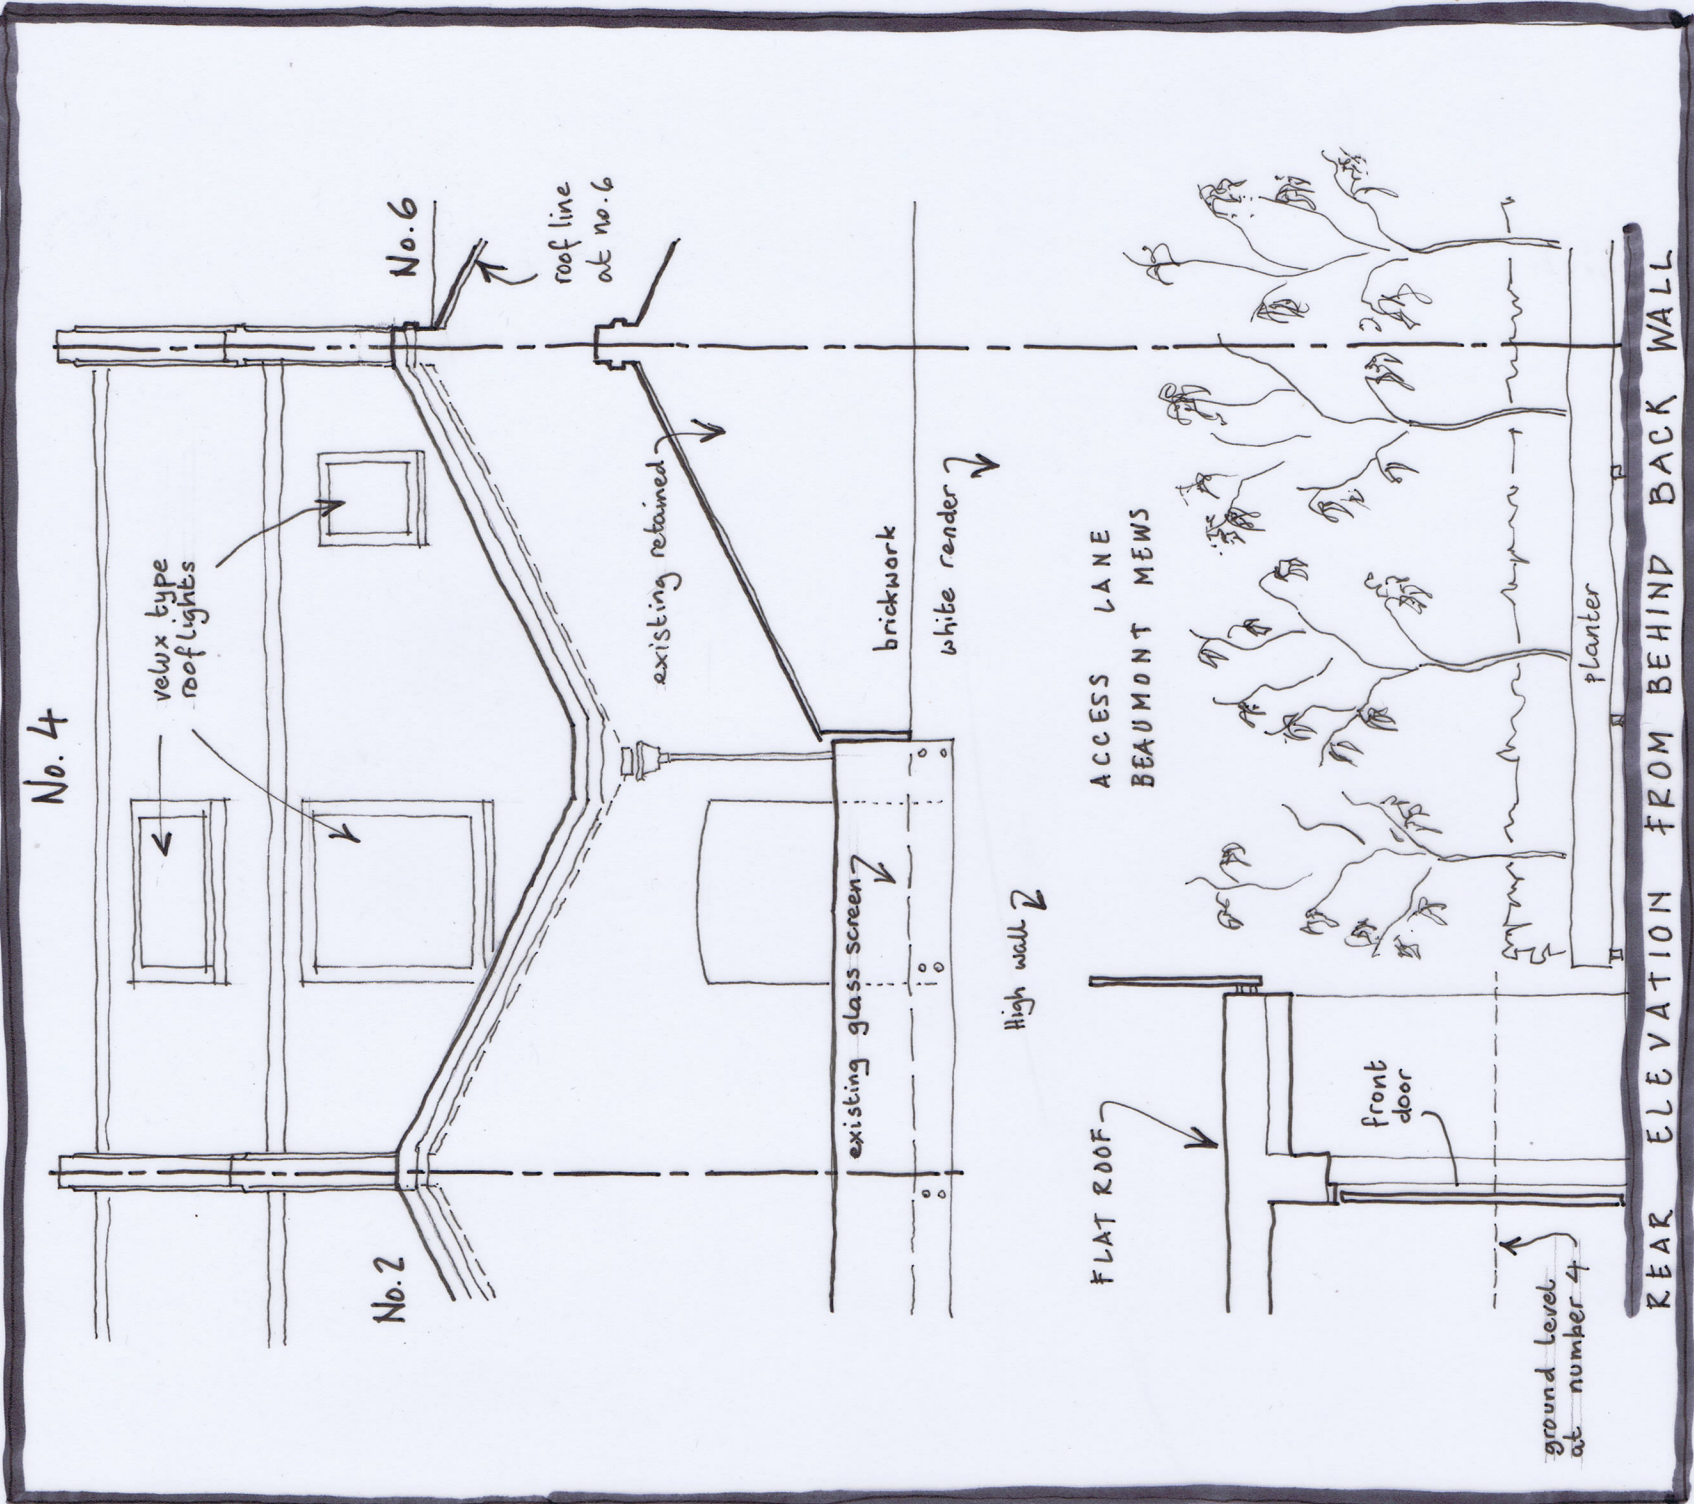 No. 4
velux type
rooflights
No. 6
roof line
at no. 6
No. 2
existing retained
existing glass screen
brickwork
white render
High wall
ACCESS LANE
BEAUMONT MEWS
FLAT ROOF
front
door
planter
ground level
at number 4
REAR ELEVATION FROM BEHIND BACK WALL